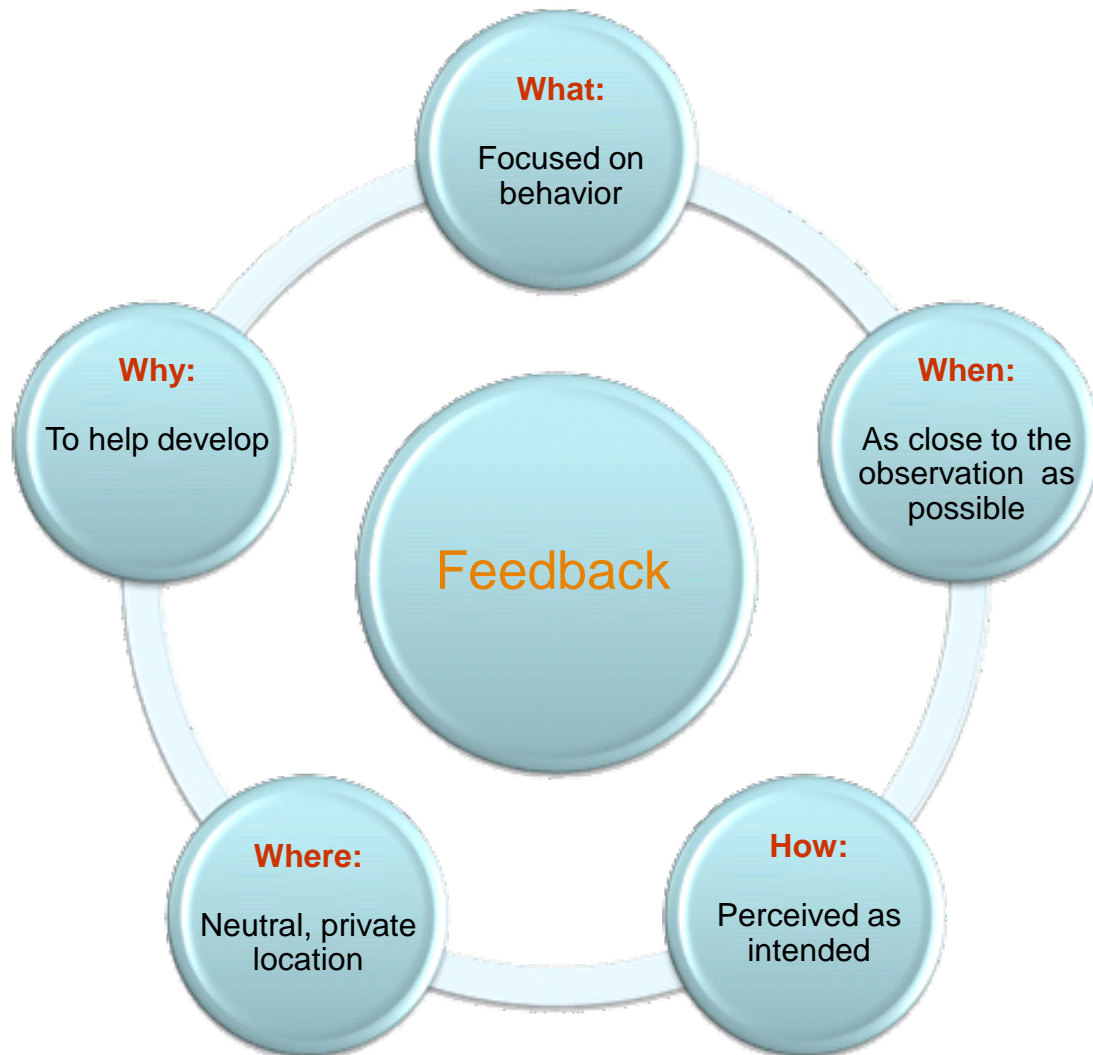 What:
Focused on
behavior
Why:
To help develop
When:
As close to the
observation as
possible
Feedback
Where:
Neutral, private
location
How:
Perceived as
intended